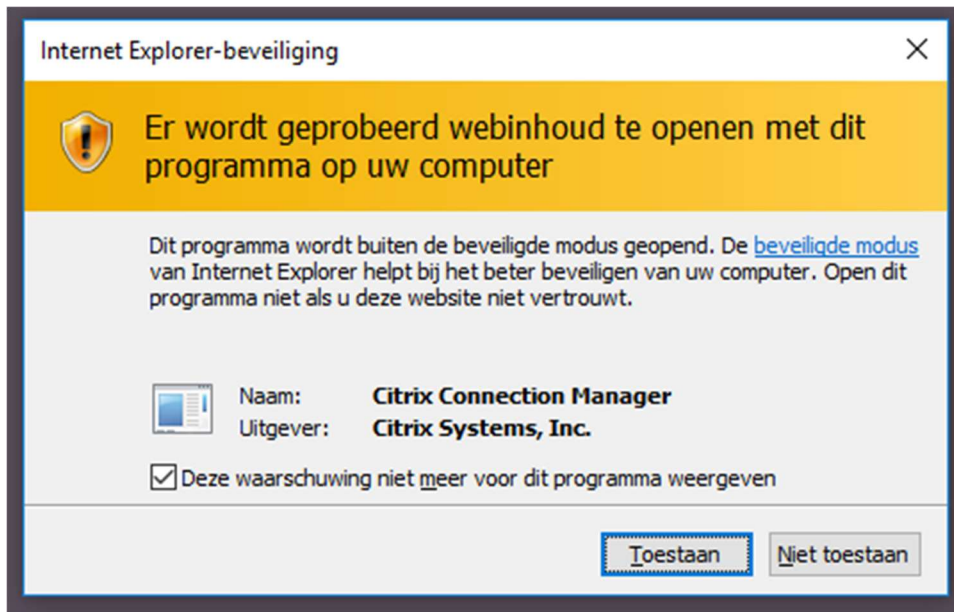 Internet Explorer-beveiliging
Er wordt geprobeerd webinhoud te openen met dit
programma op uw computer
Dit programma wordt buiten de beveiligde modus geopend. De beveiligde modus
van Internet Explorer helpt bij het beter beveiligen van uw computer. Open dit
programma niet als u deze website niet vertrouwt.
Naam: Citrix Connection Manager
Uitgever: Citrix Systems, Inc.
Deze waarschuwing niet meer voor dit programma weergeven
Toestaan Niet toestaan